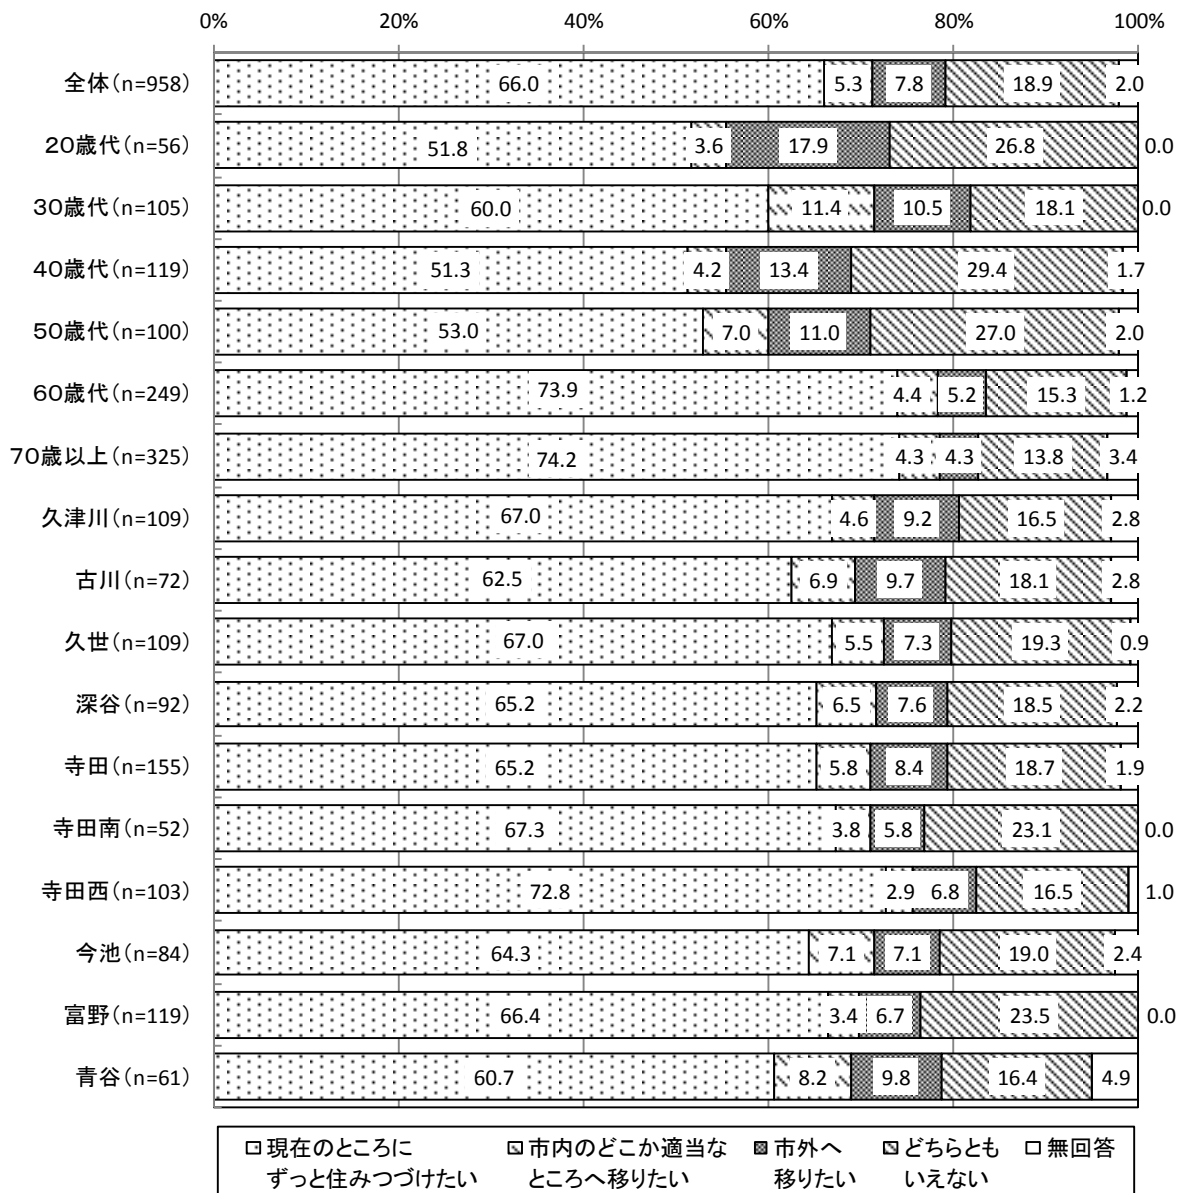 0% 20% 40% 60% 80% 100%
全体(n=958) 66.0 5.3 7.8 18.9 2.0
20歳代(n=56) 51.8 3.6 17.9 26.8 0.0
30歳代(n=105) 60.0 11.4 10.5 18.1 0.0
40歳代(n=119) 51.3 4.2 13.4 29.4 1.7
50歳代(n=100) 53.0 7.0 11.0 27.0 2.0
60歳代(n=249) 73.9 4.4 5.2 15.3 1.2
70歳以上(n=325) 74.2 4.3 4.3 13.8 3.4
久津川(n=109) 67.0 4.6 9.2 16.5 2.8
古川(n=72) 62.5 6.9 9.7 18.1 2.8
久世(n=109) 67.0 5.5 7.3 19.3 0.9
深谷(n=92) 65.2 6.5 7.6 18.5 2.2
寺田(n=155) 65.2 5.8 8.4 18.7 1.9
寺田南(n=52) 67.3 3.8 5.8 23.1 0.0
寺田西(n=103) 72.8 2.9 6.8 16.5 1.0
今池(n=84) 64.3 7.1 7.1 19.0 2.4
富野(n=119) 66.4 3.4 6.7 23.5 0.0
青谷(n=61) 60.7 8.2 9.8 16.4 4.9
現在のところに 市内のどこか適当な 市外へ どちらとも 無回答
ずっと住みつづけたい ところへ移りたい 移りたい いえない